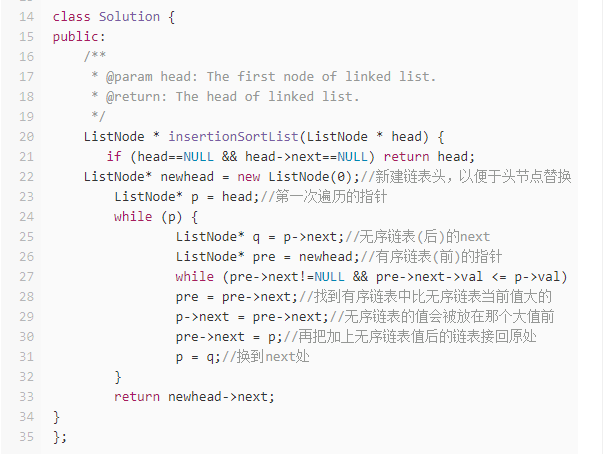 14 class Solution {
15 public:
16 /**
17 * @param head: The first node of linked list.
18 * @return: The head of linked list.
19 */
20 ListNode * insertionSortList(ListNode * head) {
21 if (head==NULL && head->next==NULL) return head;
22 ListNode* newhead = new ListNode(0);//新建链表头，以便于头节点替换
23 ListNode* p = head;//第一次遍历的指针
24 while (p) {
25 ListNode* q = p->next;//无序链表(后)的next
26 ListNode* pre = newhead;//有序链表(前)的指针
27 while (pre->next!=NULL && pre->next->val <= p->val)
28 pre = pre->next;//找到有序链表中比无序链表当前值大的
29 p->next = pre->next;//无序链表的值会被放在那个大值前
30 pre->next = p;//再把加上无序链表值后的链表接回原处
31 p = q;//换到next处
32 }
33 return newhead->next;
34 }
35 };